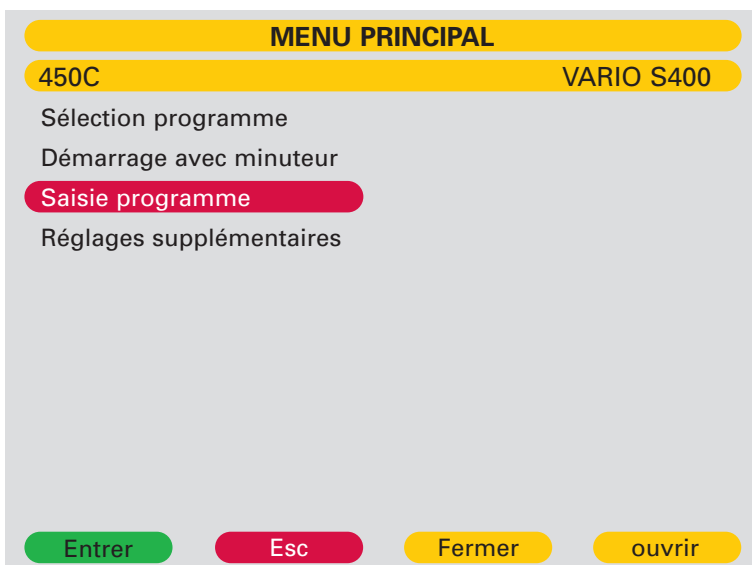 MENU PRINCIPAL
450C VARIO S400
Sélection programme
Démarrage avec minuteur
Saisie programme
Réglages supplémentaires
Entrer Esc Fermer ouvrir